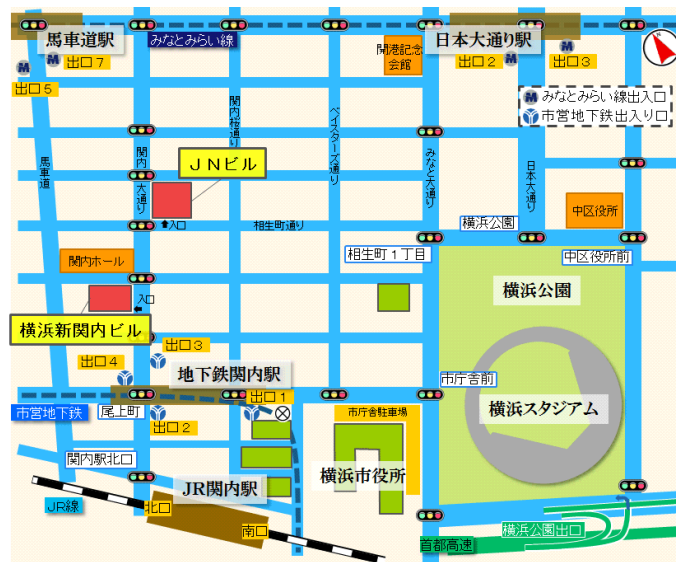 馬車道駅
みなとみらい線
日本大通り駅
出口7
出口5
開港記念
会館
出口2
出口3
N
M みなとみらい線出入口
市営地下鉄出入り口
馬車道
関内
大通り
関内桜通り
ベイスターズ通り
みなと大通り
日本大通り
JNビル
入口
相生町通り
中区役所
横浜公園
相生町1丁目
中区役所前
関内ホール
横浜公園
入口
横浜新関内ビル
出口3
出口4
地下鉄関内駅
出口1
市庁舎前
横浜スタジアム
市営地下鉄
尾上町
出口2
市庁舎駐車場
関内駅北口
JR関内駅
横浜市役所
JR線
北口
南口
首都高速
横浜公園出口